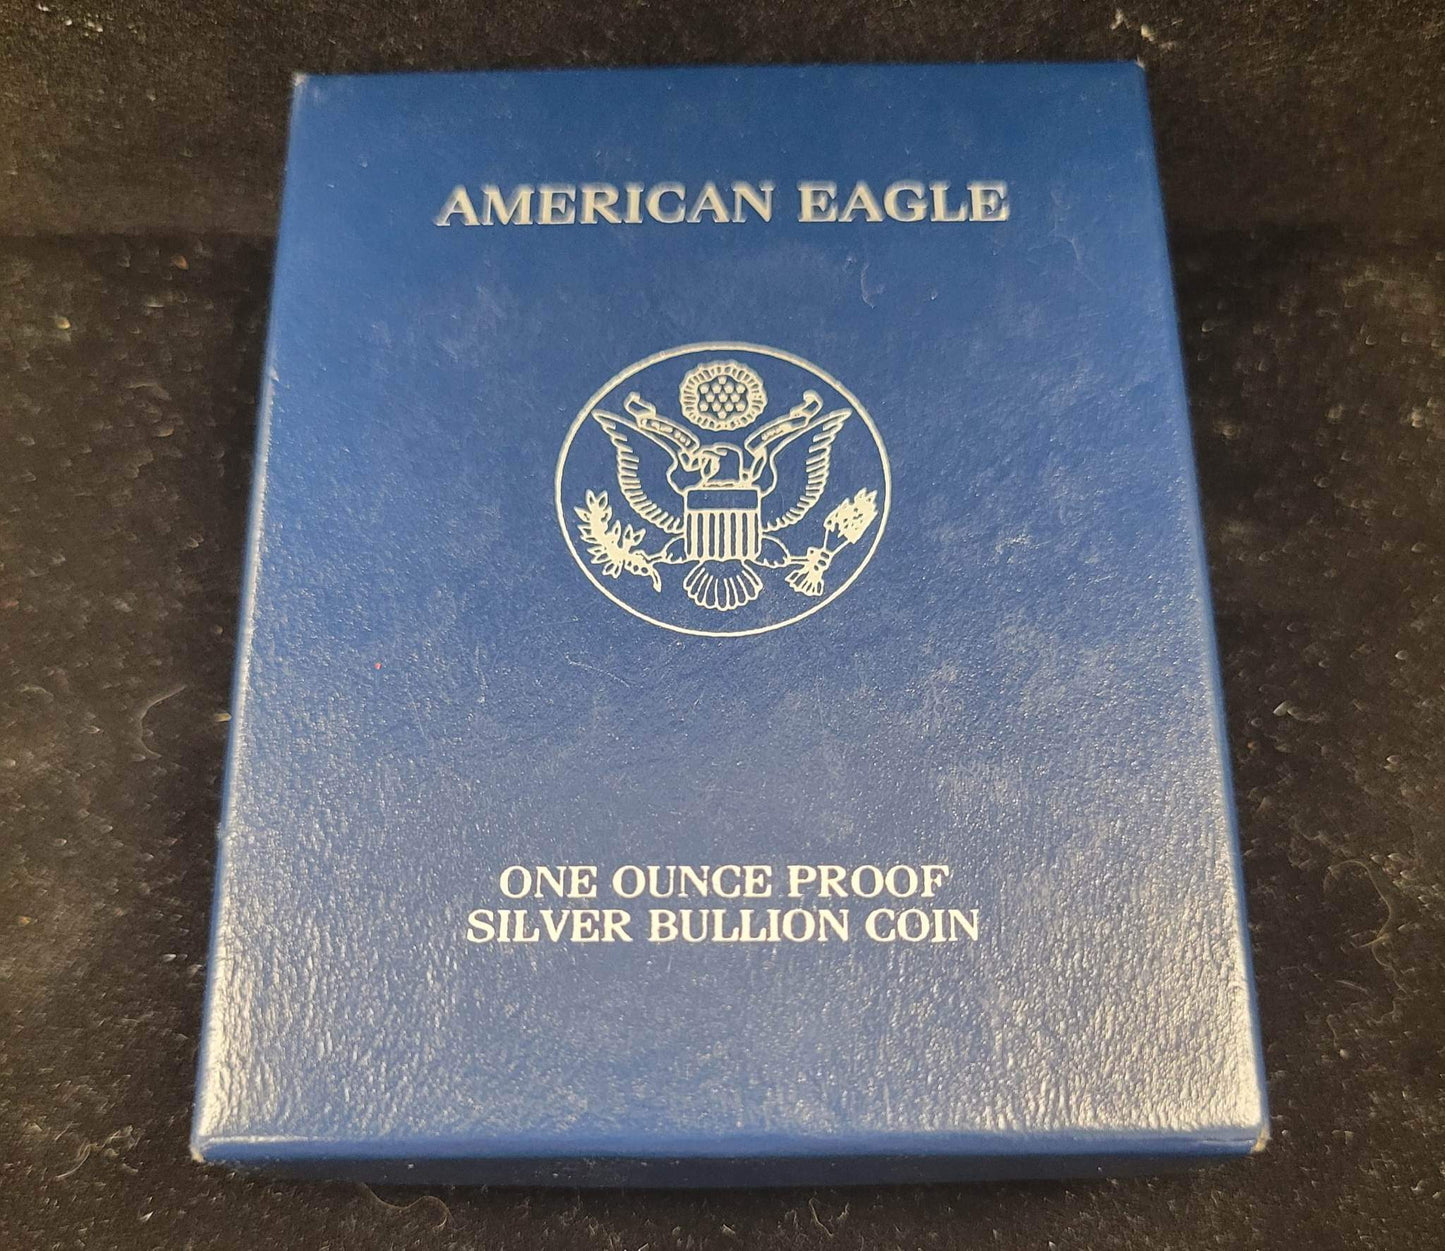 AMERICAN EAGLE
ONE OUNCE PROOF
SILVER BULLION COIN